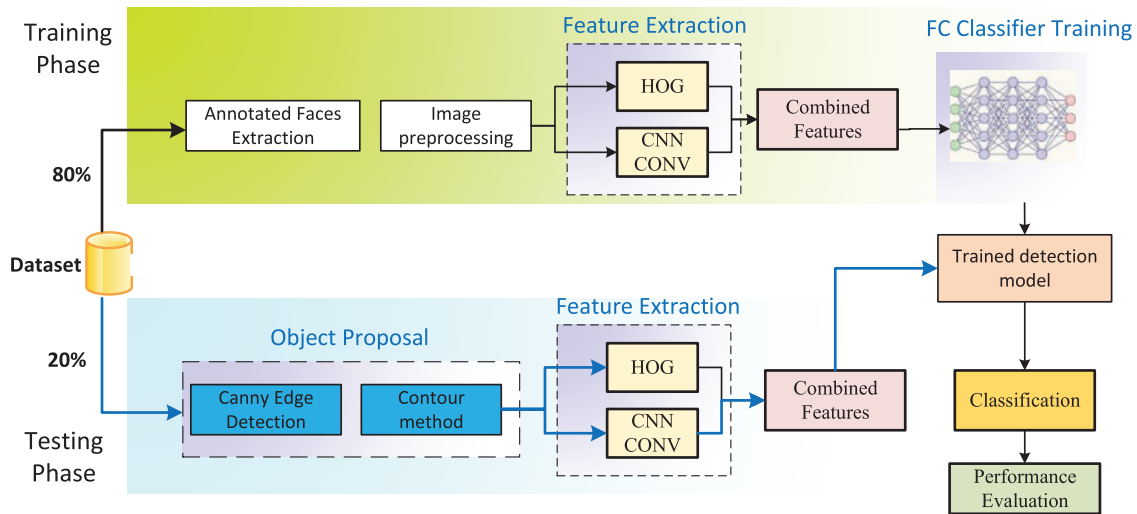 Training
Phase
Feature Extraction
FC Classifier Training
Annotated Faces
Extraction
Image
preprocessing
HOG
CNN
CONV
Combined
Features
80%
Dataset
20%
Testing
Phase
Object Proposal
Canny Edge
Detection
Contour
method
Feature Extraction
HOG
CNN
CONV
Combined
Features
Trained detection
model
Classification
Performance
Evaluation